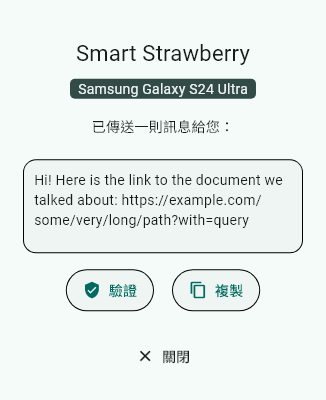 Smart Strawberry
Samsung Galaxy S24 Ultra
已傳送一則訊息給您：
Hi! Here is the link to the document we
talked about: https://example.com/
some/very/long/path?with=query
驗證
複製
關閉